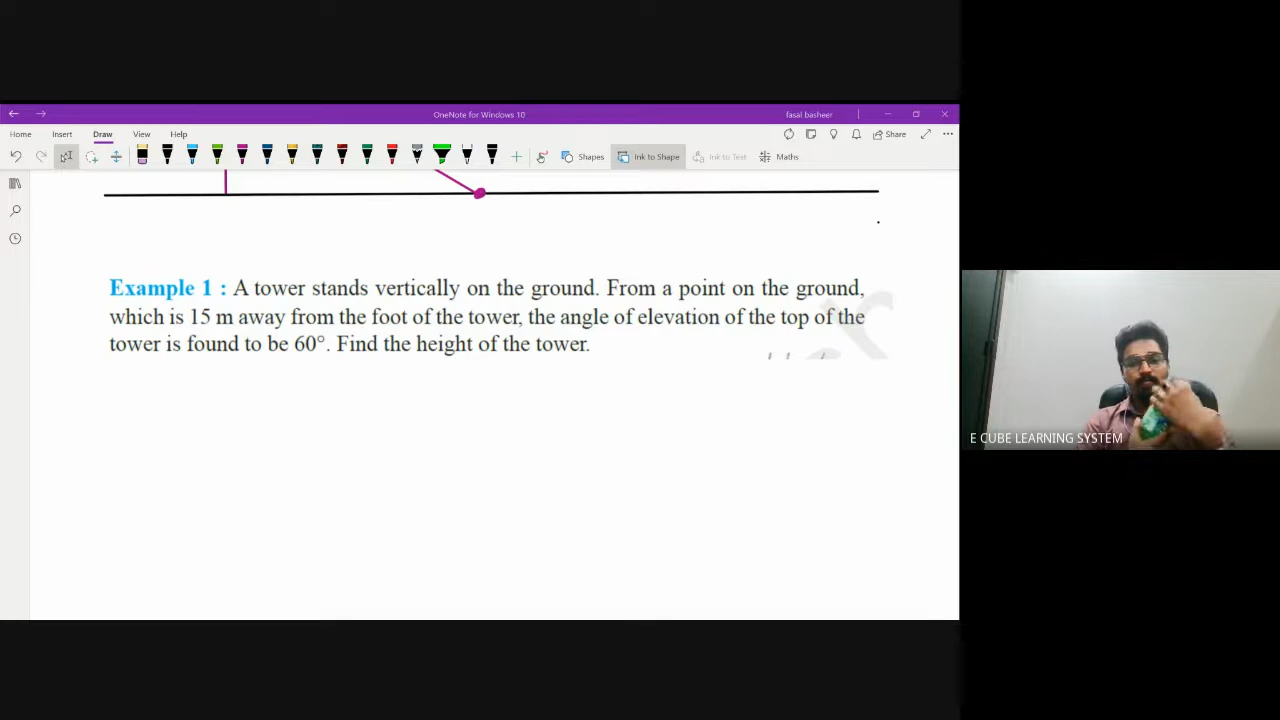 OneNote for Windows 10
fasal basheer
Home Insert Draw View Help
Share
Shapes Ink to Shape Ink to Text Maths
Example 1 : A tower stands vertically on the ground. From a point on the ground,
which is 15 m away from the foot of the tower, the angle of elevation of the top of the
tower is found to be 60°. Find the height of the tower.
E CUBE LEARNING SYSTEM